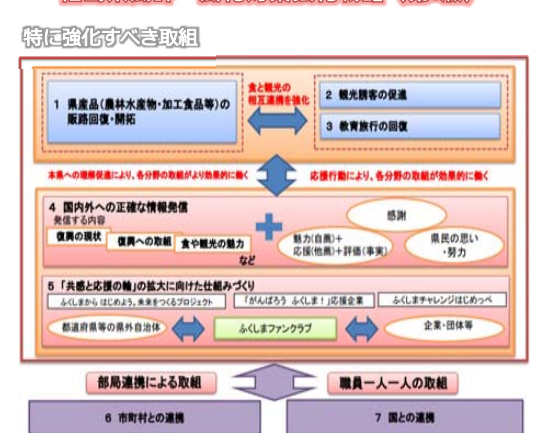 特に強化すべき取組
1 県産品(農林水産物・加工食品等)の
販路回復・開拓
食と観光の
相互連携を強化
2 観光誘客の促進
3 教育旅行の回復
本県への理解促進により、各分野の取組がより効果的に働く
応援行動により、各分野の取組が効果的に働く
4 国内外への正確な情報発信
発信する内容
復興の現状
復興への取組
食や観光の魅力
など
感謝
魅力(自薦)+
応援(他薦)+評価(事実)
県民の思い
・努力
5 「共感と応援の輪」の拡大に向けた仕組みづくり
ふくしまから はじめよう。未来をつくるプロジェクト
「がんばろう ふくしま!」応援企業
ふくしまチャレンジはじめっぺ
都道府県等の県外自治体
ふくしまファンクラブ
企業・団体等
部局連携による取組
職員一人一人の取組
6 市町村との連携
7 国との連携